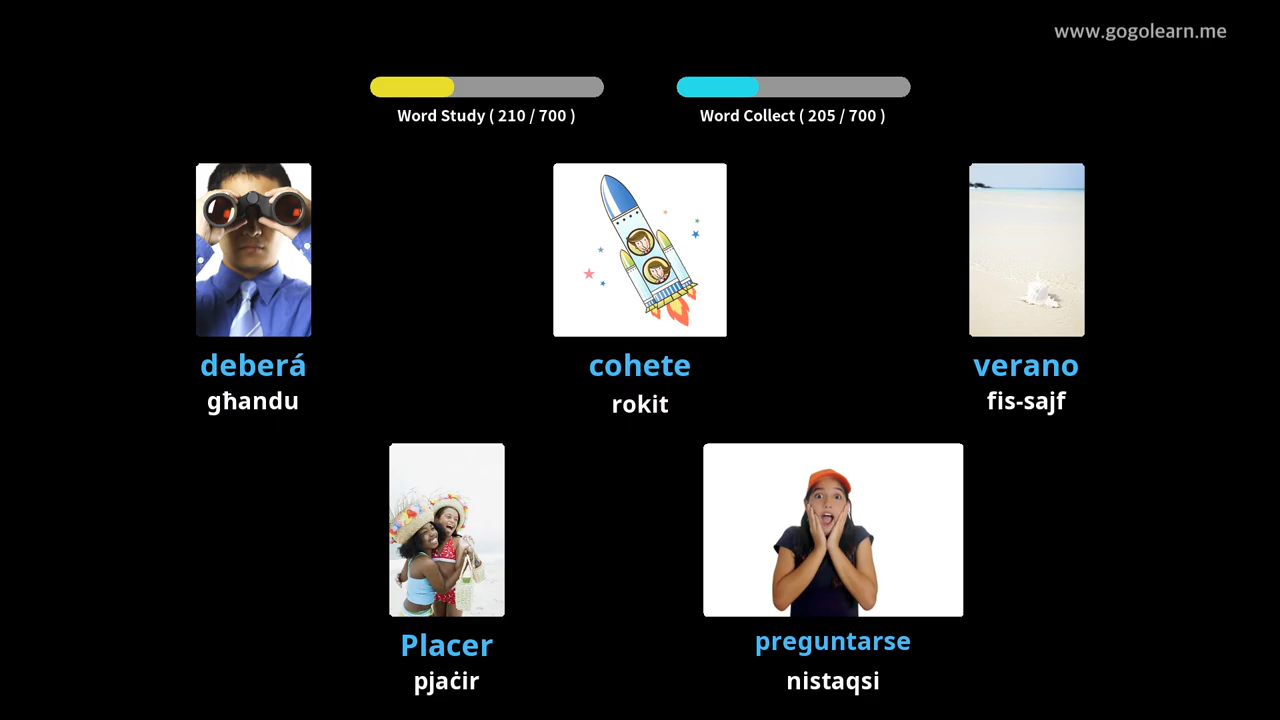 www.gogolearn.me
Word Study ( 210 / 700 )
Word Collect ( 205 / 700 )
deberá
għandu
cohete
rokit
verano
fis-sajf
Placer
pjaċir
preguntarse
nistaqsi